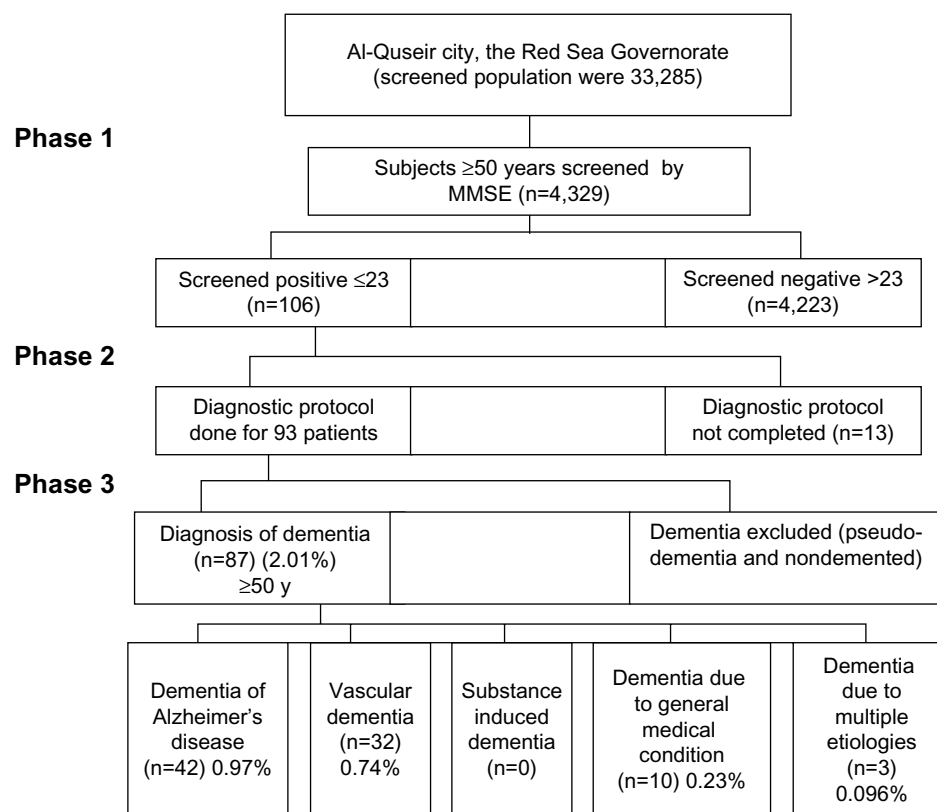 Al-Quseir city, the Red Sea Governorate
(screened population were 33,285)
Phase 1
Subjects ≥50 years screened by
MMSE (n=4,329)
Screened positive ≤23
(n=106)
Screened negative >23
(n=4,223)
Phase 2
Diagnostic protocol
done for 93 patients
Diagnostic protocol
not completed (n=13)
Phase 3
Diagnosis of dementia
(n=87) (2.01%)
≥50 y
Dementia excluded (pseudo-
dementia and nondemented)
Dementia of
Alzheimer's
disease
(n=42) 0.97%
Vascular
dementia
(n=32)
0.74%
Substance
induced
dementia
(n=0)
Dementia due
to general
medical
condition
(n=10) 0.23%
Dementia
due to
multiple
etiologies
(n=3)
0.096%